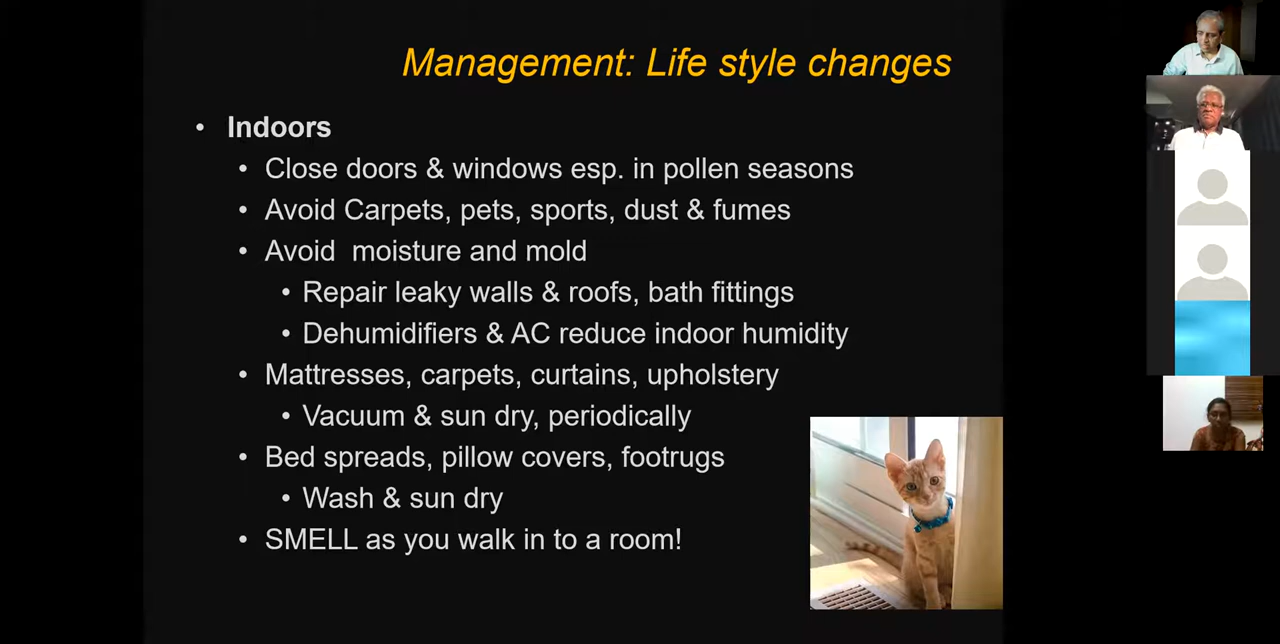 Management: Life style changes
• Indoors
• Close doors & windows esp. in pollen seasons
• Avoid Carpets, pets, sports, dust & fumes
• Avoid  moisture and mold
• Repair leaky walls & roofs, bath fittings
• Dehumidifiers & AC reduce indoor humidity
• Mattresses, carpets, curtains, upholstery
• Vacuum & sun dry, periodically
• Bed spreads, pillow covers, footrugs
• Wash & sun dry
• SMELL as you walk in to a room!